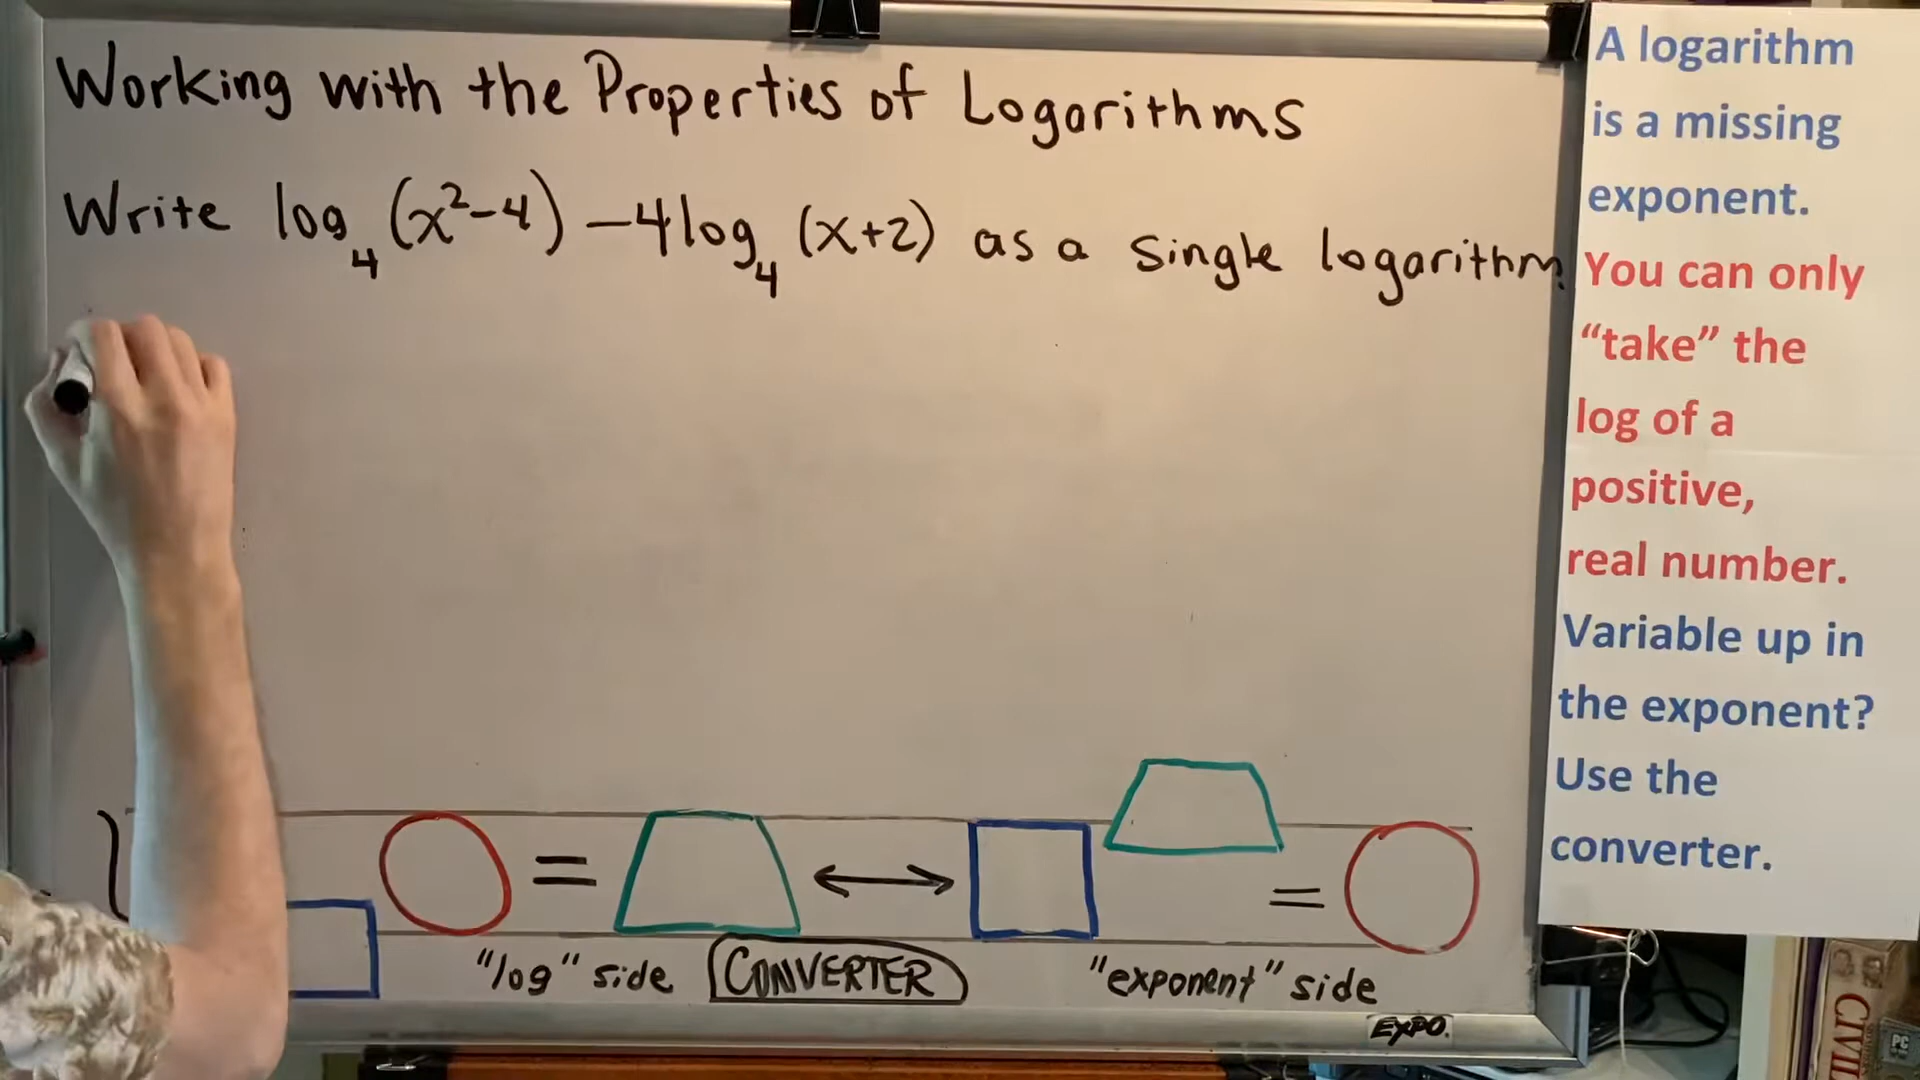 Working with the Properties of Logarithms
Write log₄ (x²-4) - 4log₄ (x+2) as a single logarithm.
"log" side
CONVERTER
"exponent" side
=
=
EXPO
A logarithm
is a missing
exponent.
You can only
“take” the
log of a
positive,
real number.
Variable up in
the exponent?
Use the
converter.
PC